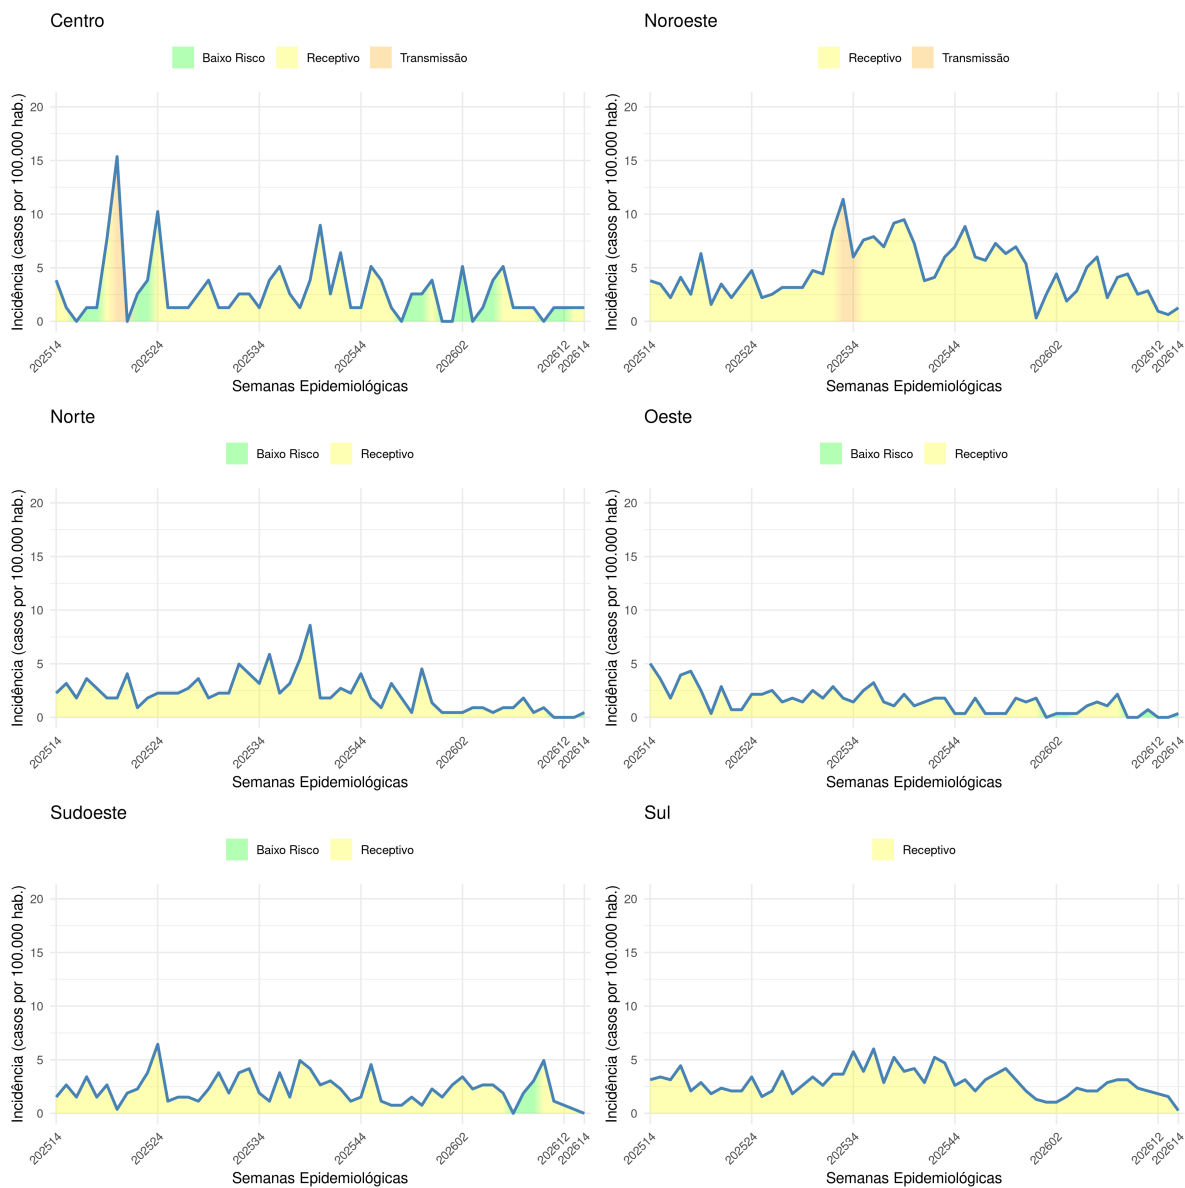 Centro
Baixo Risco Receptivo Transmissão
Incidência (casos por 100.000 hab.)
20
15
10
5
0
202514 202524 202534 202544 202602 202612 202614
Semanas Epidemiológicas
Noroeste
Receptivo Transmissão
Incidência (casos por 100.000 hab.)
20
15
10
5
0
202514 202524 202534 202544 202602 202612 202614
Semanas Epidemiológicas
Norte
Baixo Risco Receptivo
Incidência (casos por 100.000 hab.)
20
15
10
5
0
202514 202524 202534 202544 202602 202612 202614
Semanas Epidemiológicas
Oeste
Baixo Risco Receptivo
Incidência (casos por 100.000 hab.)
20
15
10
5
0
202514 202524 202534 202544 202602 202612 202614
Semanas Epidemiológicas
Sudoeste
Baixo Risco Receptivo
Incidência (casos por 100.000 hab.)
20
15
10
5
0
202514 202524 202534 202544 202602 202612 202614
Semanas Epidemiológicas
Sul
Receptivo
Incidência (casos por 100.000 hab.)
20
15
10
5
0
202514 202524 202534 202544 202602 202612 202614
Semanas Epidemiológicas